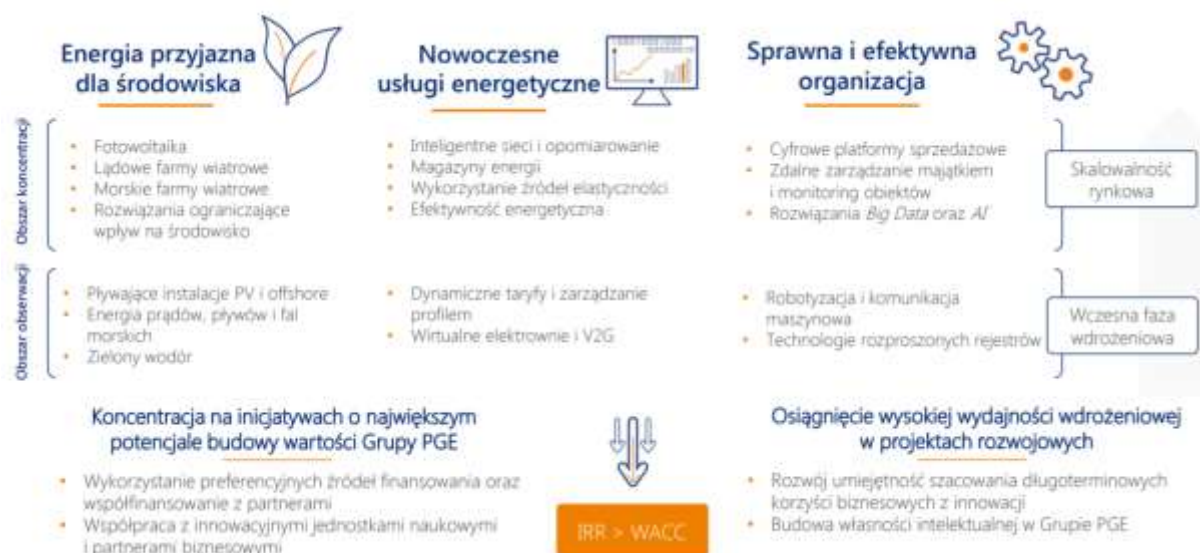 Energia przyjazna
dla środowiska
Nowoczesne
usługi energetyczne
Sprawna i efektywna
organizacja
Obszar koncentracji
• Fotowoltaika
• Lądowe farmy wiatrowe
• Morskie farmy wiatrowe
• Rozwiązania ograniczające
wpływ na środowisko
• Inteligentne sieci i opomiarowanie
• Magazyny energii
• Wykorzystanie źródeł elastyczności
• Efektywność energetyczna
• Cyfrowe platformy sprzedażowe
• Zdalne zarządzanie majątkiem
i monitoring obiektów
• Rozwiązania Big Data oraz AI
Skalowalność
rynkowa
Obszar obserwacji
• Pływające instalacje PV i offshore
• Energia prądów, pływów i fal
morskich
• Zielony wodór
• Dynamiczne taryfy i zarządzanie
profilem
• Wirtualne elektrownie i V2G
• Robotyzacja i komunikacja
maszynowa
• Technologie rozproszonych rejestrów
Wczesna faza
wdrożeniowa
Koncentracja na inicjatywach o największym
potencjale budowy wartości Grupy PGE
• Wykorzystanie preferencyjnych źródeł finansowania oraz
współfinansowanie z partnerami
• Współpraca z innowacyjnymi jednostkami naukowymi
i partnerami biznesowymi
IRR > WACC
Osiągnięcie wysokiej wydajności wdrożeniowej
w projektach rozwojowych
• Rozwój umiejętność szacowania długoterminowych
korzyści biznesowych z innowacji
• Budowa własności intelektualnej w Grupie PGE